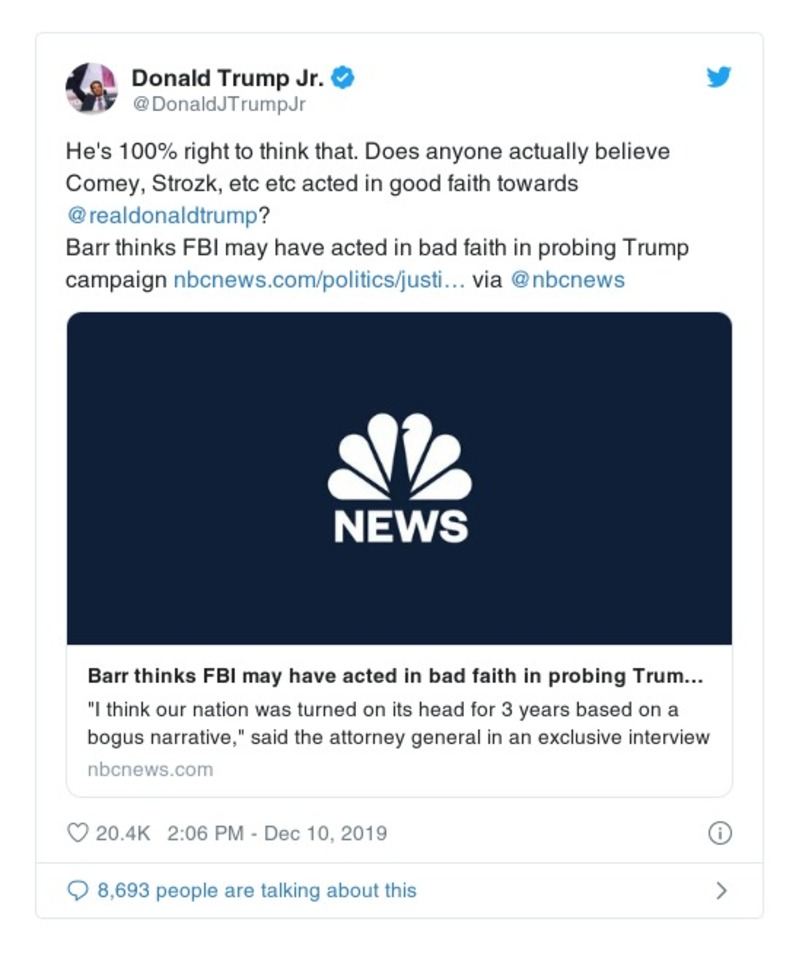 Donald Trump Jr.
@DonaldJTrumpJr
He's 100% right to think that. Does anyone actually believe
Comey, Strozk, etc etc acted in good faith towards
@realdonaldtrump?
Barr thinks FBI may have acted in bad faith in probing Trump
campaign nbcnews.com/politics/justi… via @nbcnews
NEWS
Barr thinks FBI may have acted in bad faith in probing Trum...
"I think our nation was turned on its head for 3 years based on a
bogus narrative," said the attorney general in an exclusive interview
nbcnews.com
20.4K 2:06 PM - Dec 10, 2019
8,693 people are talking about this